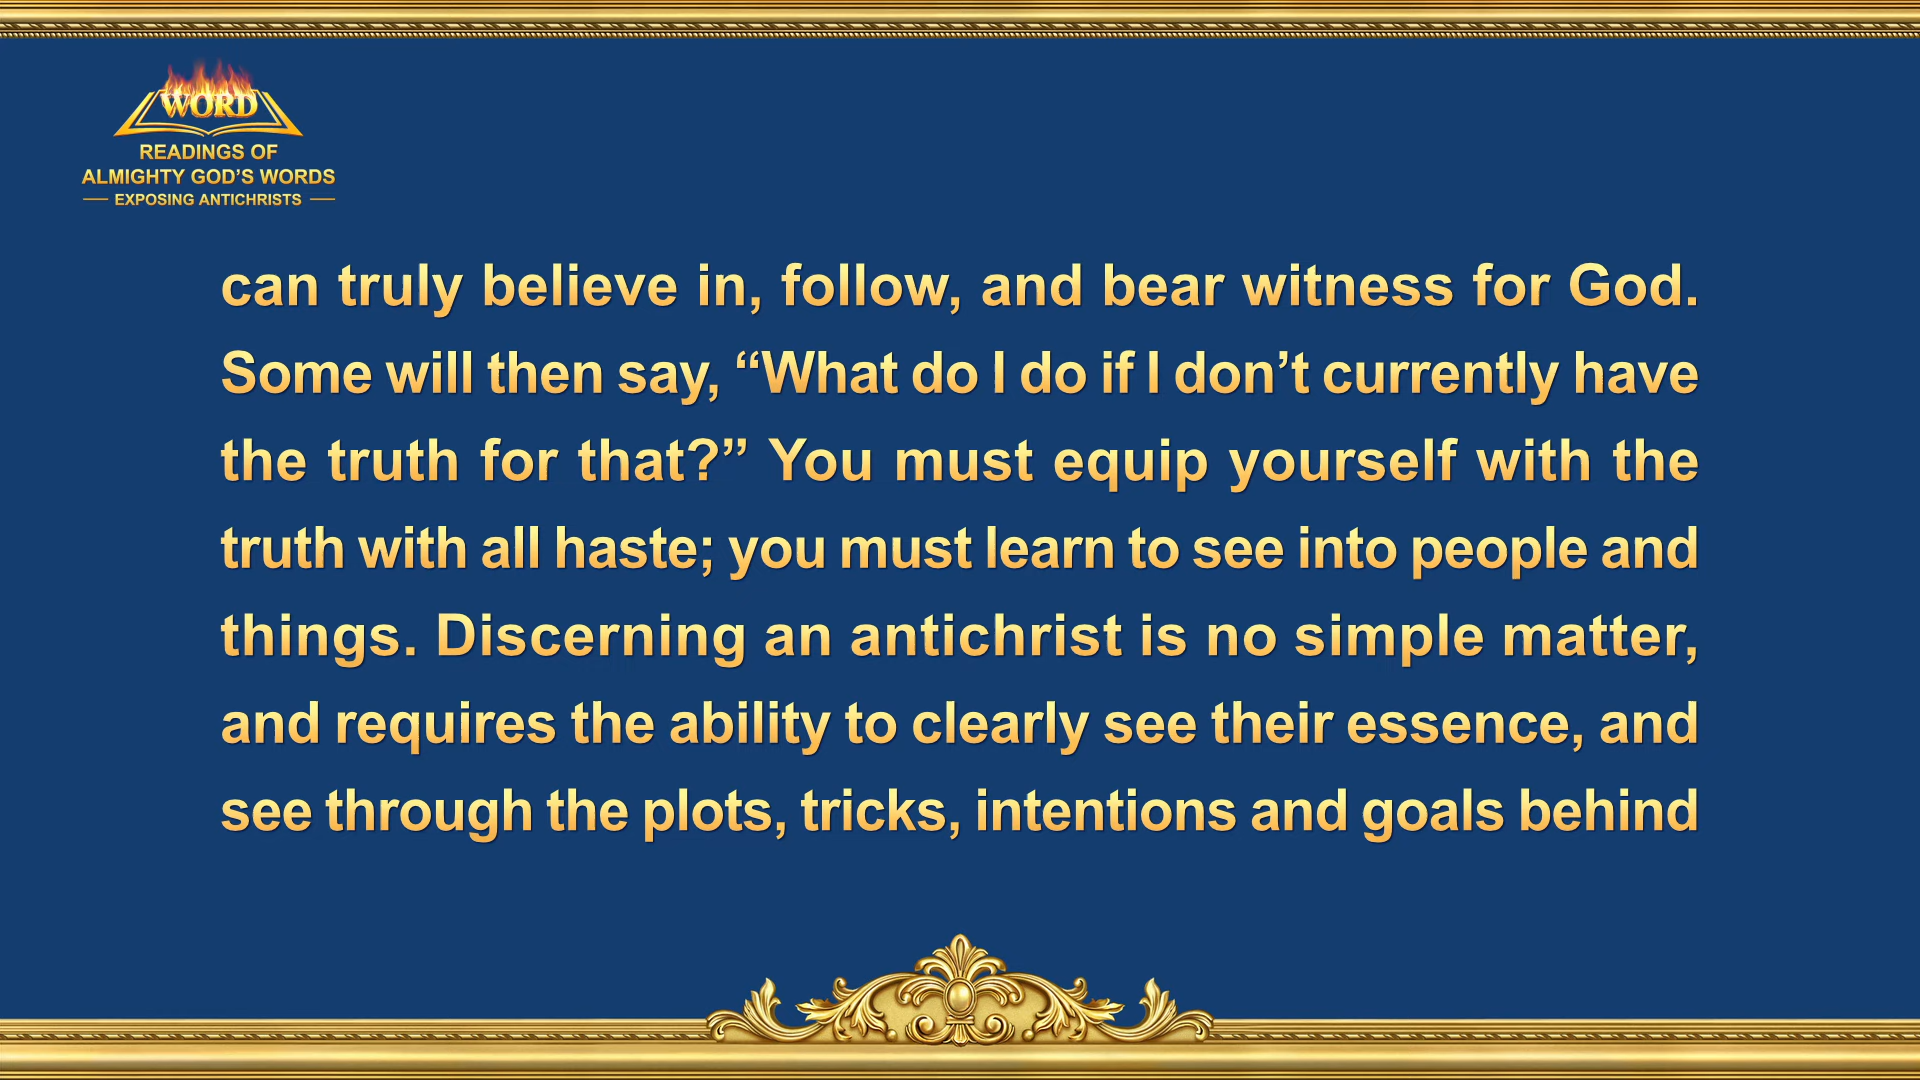 WORD
READINGS OF
ALMIGHTY GOD’S WORDS
EXPOSING ANTICHRISTS
can truly believe in, follow, and bear witness for God.
Some will then say, “What do I do if I don’t currently have
the truth for that?” You must equip yourself with the
truth with all haste; you must learn to see into people and
things. Discerning an antichrist is no simple matter,
and requires the ability to clearly see their essence, and
see through the plots, tricks, intentions and goals behind